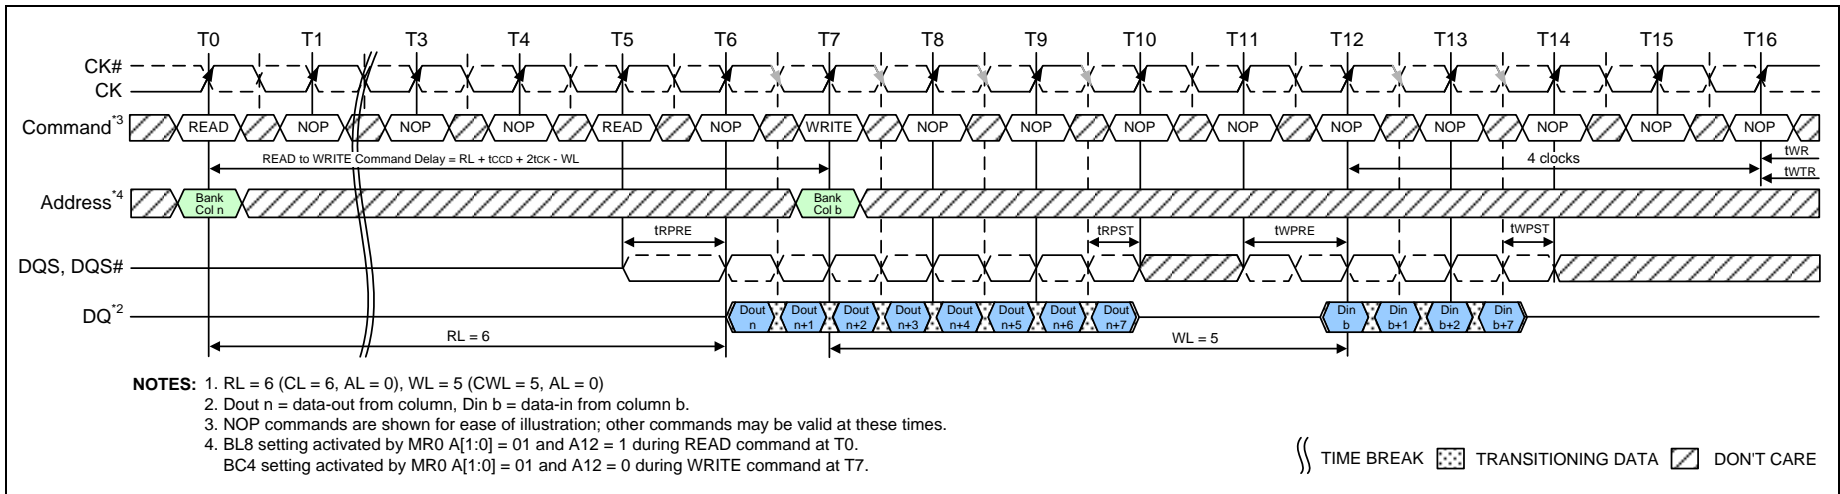 T0 T1 T3 T4 T5 T6 T7 T8 T9 T10 T11 T12 T13 T14 T15 T16
CK#
CK
Command*3 READ NOP NOP NOP READ NOP WRITE NOP NOP NOP NOP NOP NOP NOP NOP NOP
READ to WRITE Command Delay = RL + tCCD + 2tCK - WL 4 clocks tWR
tWTR
Address*4 Bank Col n Bank Col b
tRPRE tRPST tWPRE tWPST
DQS, DQS#
DQ*2 Dout n Dout n+1 Dout n+2 Dout n+3 Dout n+4 Dout n+5 Dout n+6 Dout n+7 Din b Din b+1 Din b+2 Din b+7
RL = 6 WL = 5
NOTES: 1. RL = 6 (CL = 6, AL = 0), WL = 5 (CWL = 5, AL = 0)
2. Dout n = data-out from column, Din b = data-in from column b.
3. NOP commands are shown for ease of illustration; other commands may be valid at these times.
4. BL8 setting activated by MR0 A[1:0] = 01 and A12 = 1 during READ command at T0.
BC4 setting activated by MR0 A[1:0] = 01 and A12 = 0 during WRITE command at T7.
TIME BREAK TRANSITIONING DATA DON'T CARE